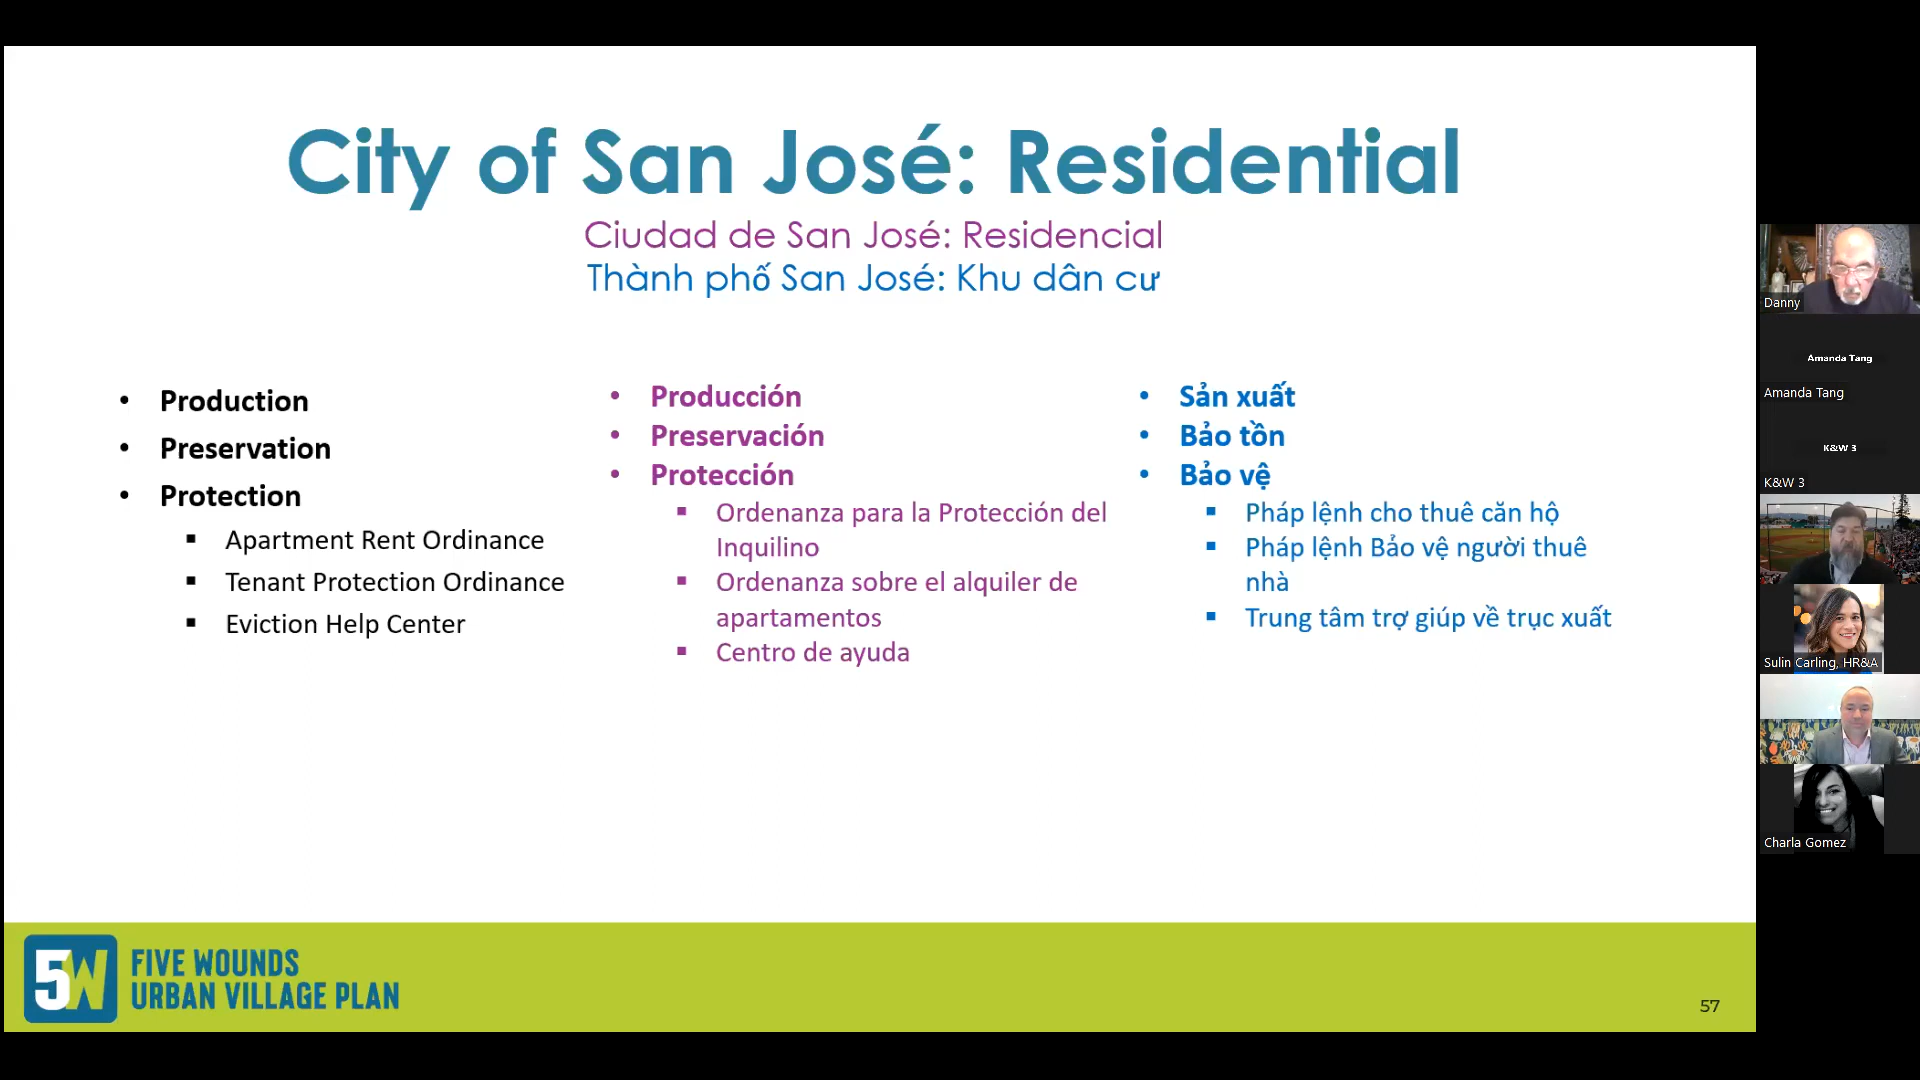 City of San José: Residential
Ciudad de San José: Residencial
Thành phố San José: Khu dân cư
• Production
• Preservation
• Protection
▪ Apartment Rent Ordinance
▪ Tenant Protection Ordinance
▪ Eviction Help Center
• Producción
• Preservación
• Protección
▪ Ordenanza para la Protección del
Inquilino
▪ Ordenanza sobre el alquiler de
apartamentos
▪ Centro de ayuda
• Sản xuất
• Bảo tồn
• Bảo vệ
▪ Pháp lệnh cho thuê căn hộ
▪ Pháp lệnh Bảo vệ người thuê
nhà
▪ Trung tâm trợ giúp về trục xuất
5W
FIVE WOUNDS
URBAN VILLAGE PLAN
57
Danny
Amanda Tang
Amanda Tang
K&W 3
K&W 3
Sulin Carling, HR&A
Charla Gomez